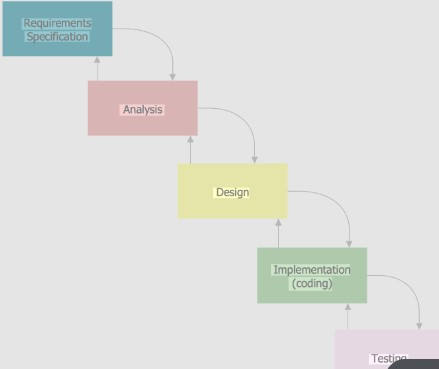 Requirements
Specification
Analysis
Design
Implementation
(coding)
Testing